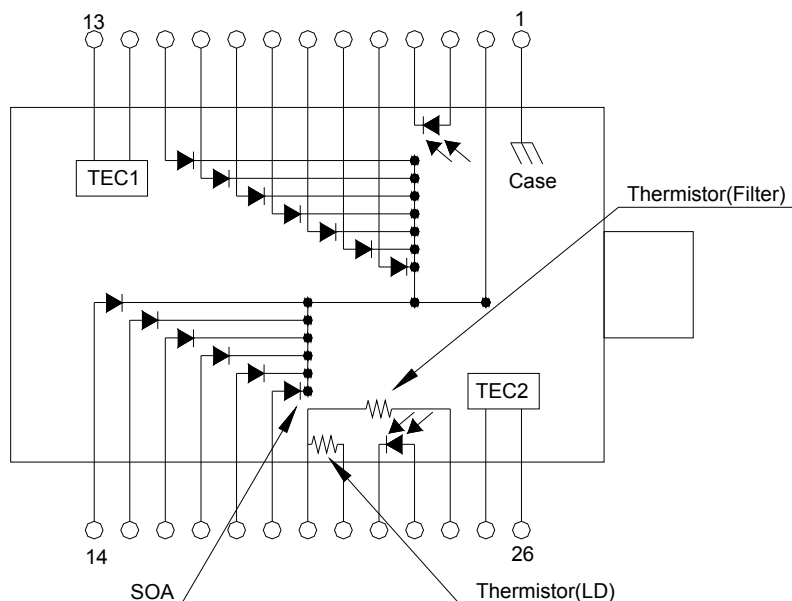 13
1
TEC1
Case
Thermistor(Filter)
TEC2
14
26
SOA
Thermistor(LD)